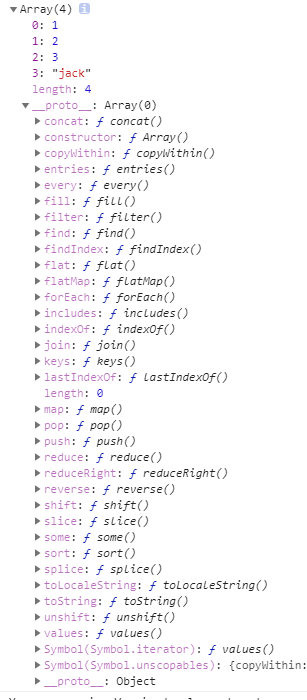 Array(4) i
0: 1
1: 2
2: 3
3: "jack"
length: 4
__proto__: Array(0)
concat: ƒ concat()
constructor: ƒ Array()
copyWithin: ƒ copyWithin()
entries: ƒ entries()
every: ƒ every()
fill: ƒ fill()
filter: ƒ filter()
find: ƒ find()
findIndex: ƒ findIndex()
flat: ƒ flat()
flatMap: ƒ flatMap()
forEach: ƒ forEach()
includes: ƒ includes()
indexOf: ƒ indexOf()
join: ƒ join()
keys: ƒ keys()
lastIndexOf: ƒ lastIndexOf()
length: 0
map: ƒ map()
pop: ƒ pop()
push: ƒ push()
reduce: ƒ reduce()
reduceRight: ƒ reduceRight()
reverse: ƒ reverse()
shift: ƒ shift()
slice: ƒ slice()
some: ƒ some()
sort: ƒ sort()
splice: ƒ splice()
toLocaleString: ƒ toLocaleString()
toString: ƒ toString()
unshift: ƒ unshift()
values: ƒ values()
Symbol(Symbol.iterator): ƒ values()
Symbol(Symbol.unscopables): {copyWithin:
__proto__: Object